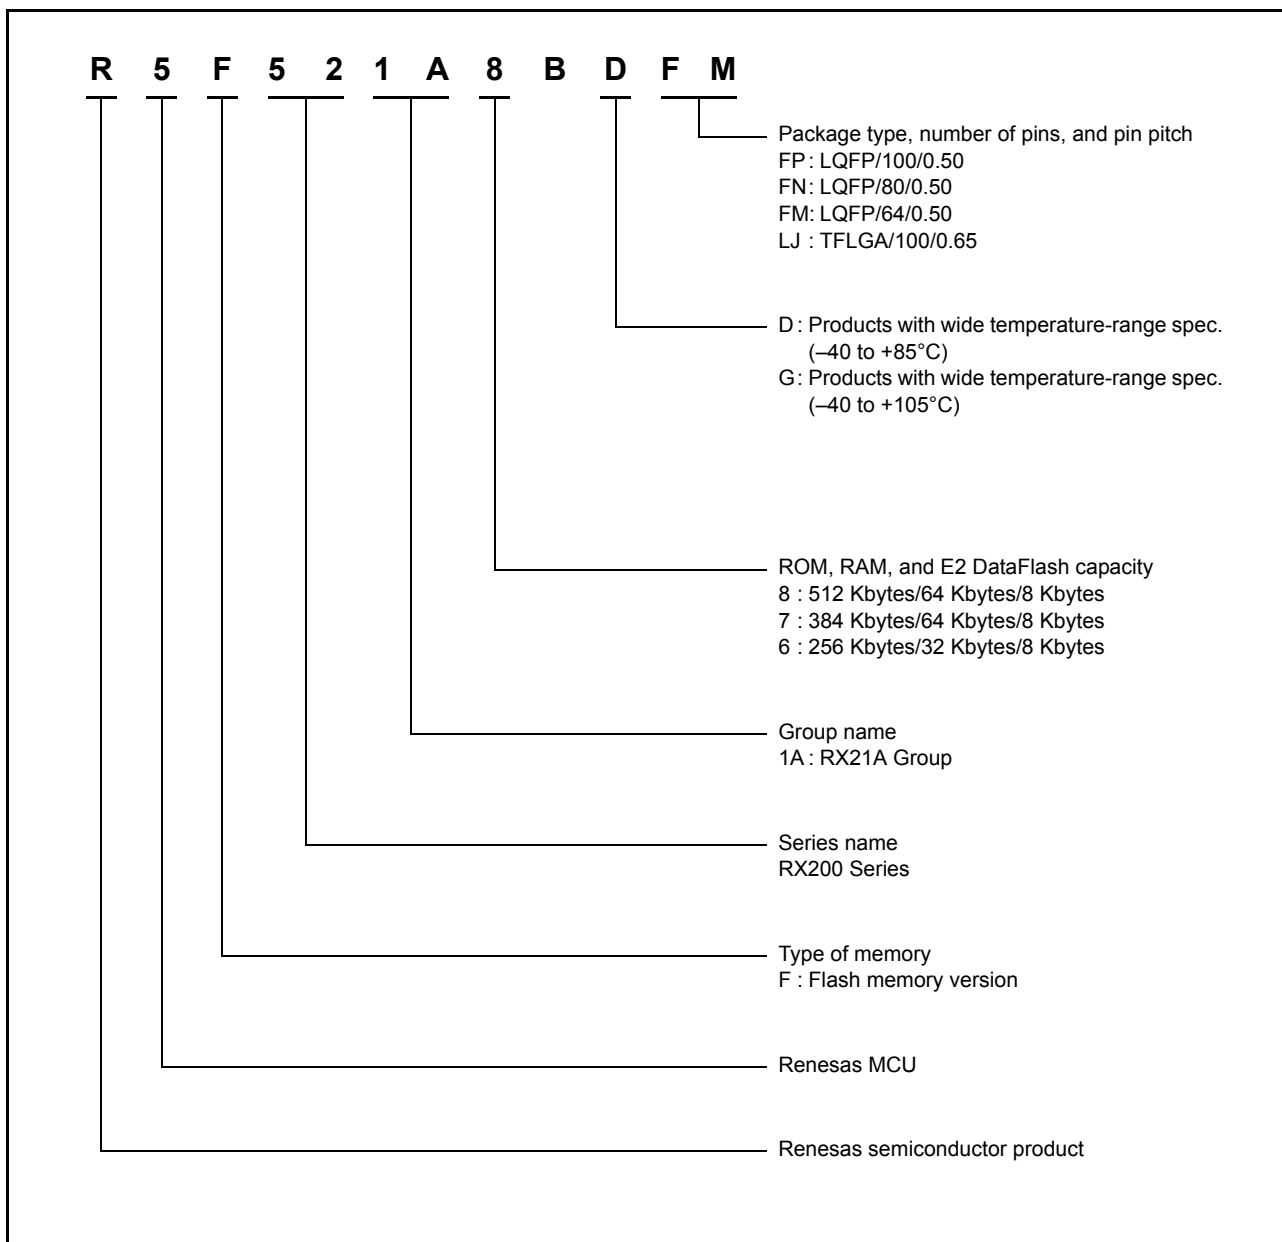 R 5 F 5 2 1 A 8 B D F M
Package type, number of pins, and pin pitch
FP : LQFP/100/0.50
FN : LQFP/80/0.50
FM : LQFP/64/0.50
LJ : TFLGA/100/0.65
D : Products with wide temperature-range spec.
(–40 to +85°C)
G : Products with wide temperature-range spec.
(–40 to +105°C)
ROM, RAM, and E2 DataFlash capacity
8 : 512 Kbytes/64 Kbytes/8 Kbytes
7 : 384 Kbytes/64 Kbytes/8 Kbytes
6 : 256 Kbytes/32 Kbytes/8 Kbytes
Group name
1A : RX21A Group
Series name
RX200 Series
Type of memory
F : Flash memory version
Renesas MCU
Renesas semiconductor product